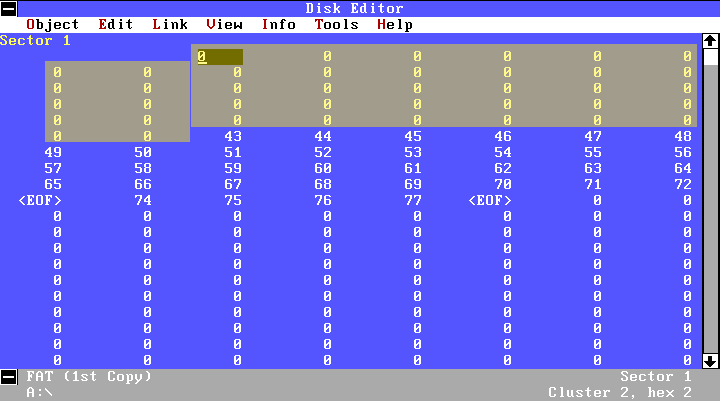 Disk Editor
Object Edit Link View Info Tools Help
Sector 1
0 0 0 0 0 0
0 0 0 0 0 0 0 0
0 0 0 0 0 0 0 0
0 0 0 0 0 0 0 0
0 0 0 0 0 0 0 0
0 0 43 44 45 46 47 48
49 50 51 52 53 54 55 56
57 58 59 60 61 62 63 64
65 66 67 68 69 70 71 72
<EOF> 74 75 76 77 <EOF> 0 0
0 0 0 0 0 0 0 0
0 0 0 0 0 0 0 0
0 0 0 0 0 0 0 0
0 0 0 0 0 0 0 0
0 0 0 0 0 0 0 0
0 0 0 0 0 0 0 0
0 0 0 0 0 0 0 0
0 0 0 0 0 0 0 0
0 0 0 0 0 0 0 0
0 0 0 0 0 0 0 0
FAT (1st Copy) Sector 1
A:\ Cluster 2, hex 2